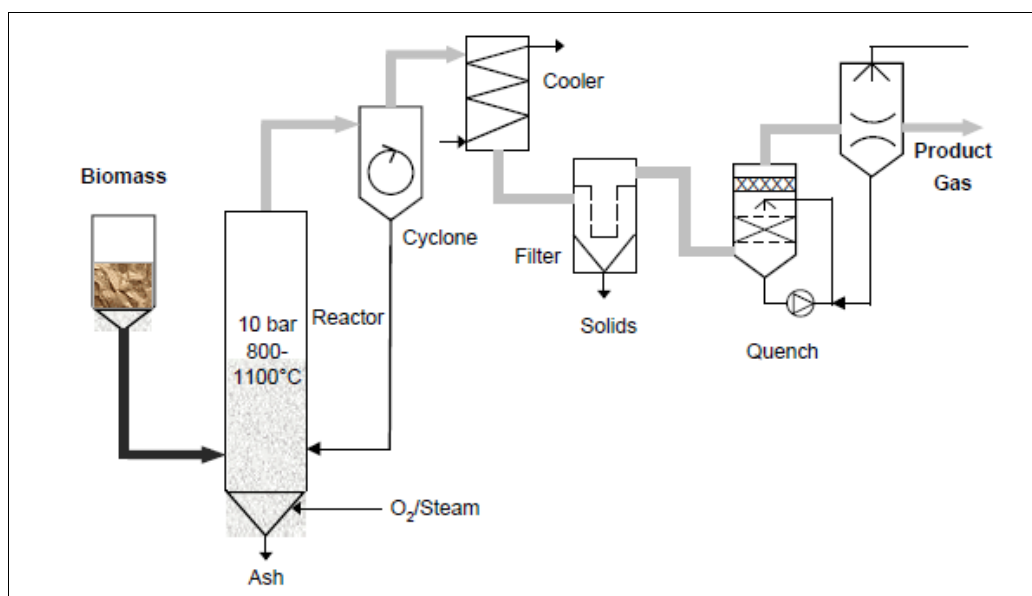 Biomass
Cooler
Cyclone
Filter
Solids
Quench
Product
Gas
Reactor
10 bar
800-
1100°C
O₂/Steam
Ash